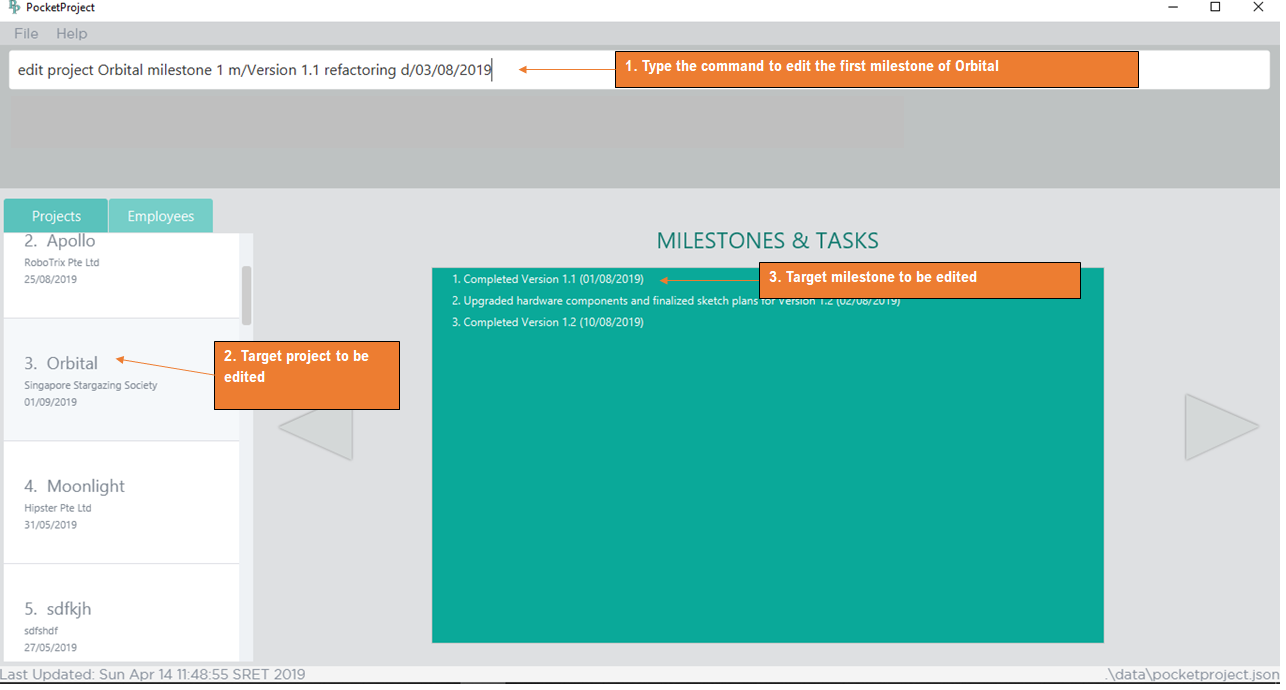 PocketProject
File Help
edit project Orbital milestone 1 m/Version 1.1 refactoring d/03/08/2019
1. Type the command to edit the first milestone of Orbital
Projects Employees
2. Apollo
RoboTrix Pte Ltd
25/08/2019
3. Orbital
Singapore Stargazing Society
01/09/2019
2. Target project to be
edited
4. Moonlight
Hipster Pte Ltd
31/05/2019
5. sdfkjh
sdfshdf
27/05/2019
MILESTONES & TASKS
1. Completed Version 1.1 (01/08/2019)
3. Target milestone to be edited
2. Upgraded hardware components and finalized sketch plans for Version 1.2 (02/08/2019)
3. Completed Version 1.2 (10/08/2019)
Last Updated: Sun Apr 14 11:48:55 SRET 2019
.\data\pocketproject.json